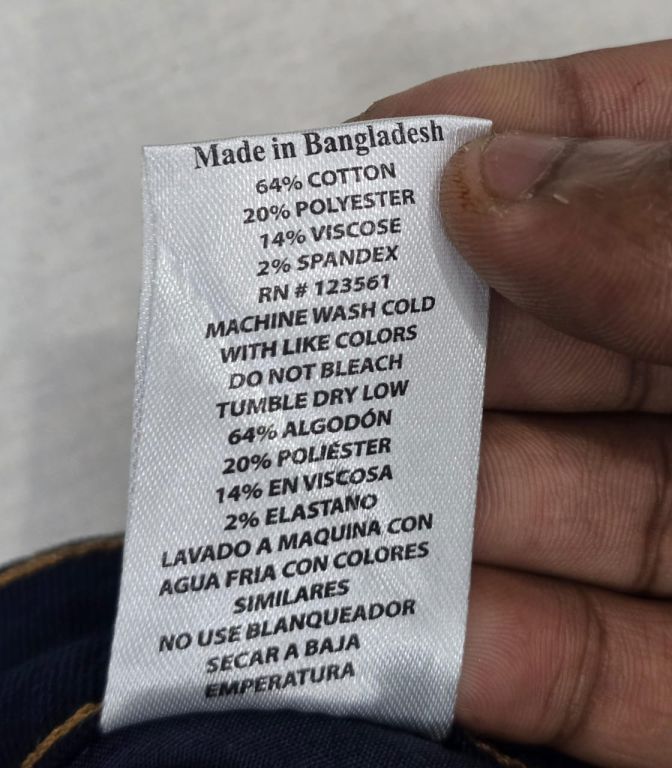 Made in Bangladesh
64% COTTON
20% POLYESTER
14% VISCOSE
2% SPANDEX
RN # 123561
MACHINE WASH COLD
WITH LIKE COLORS
DO NOT BLEACH
TUMBLE DRY LOW
64% ALGODÓN
20% POLIÉSTER
14% EN VISCOSA
2% ELASTANO
LAVADO A MAQUINA CON
AGUA FRIA CON COLORES
SIMILARES
NO USE BLANQUEADOR
SECAR A BAJA
EMPERATURA